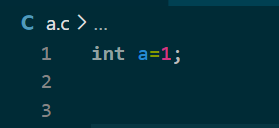 C a.c > ...
1 int a=1;
2
3